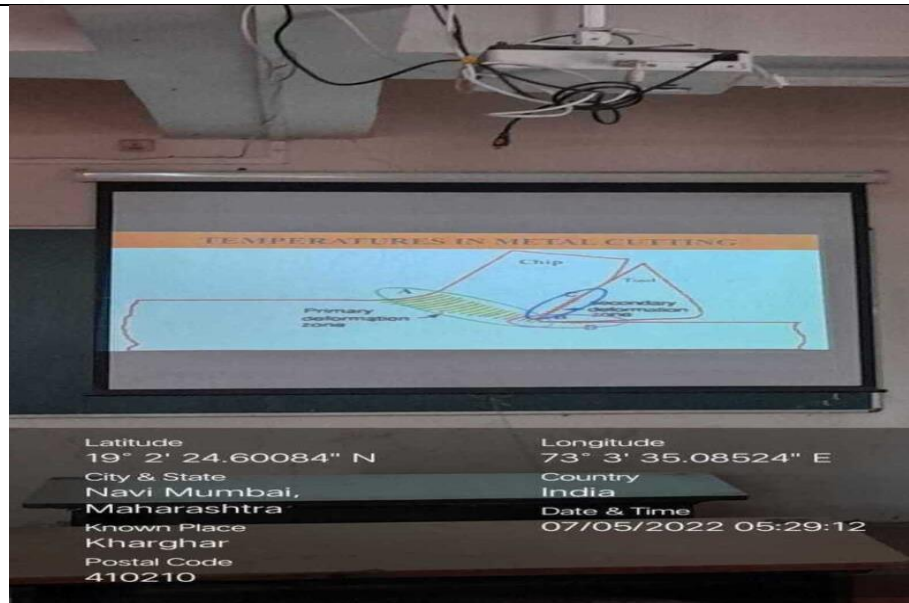 TEMPERATURES IN METAL CUTTING
Chip
Tool
A
Primary
deformation
zone
C
Secondary
deformation
zone
B
D
Latitude
19° 2' 24.60084" N
City & State
Navi Mumbai,
Maharashtra
Known Place
Kharghar
Postal Code
410210
Longitude
73° 3' 35.08524" E
Country
India
Date & Time
07/05/2022 05:29:12